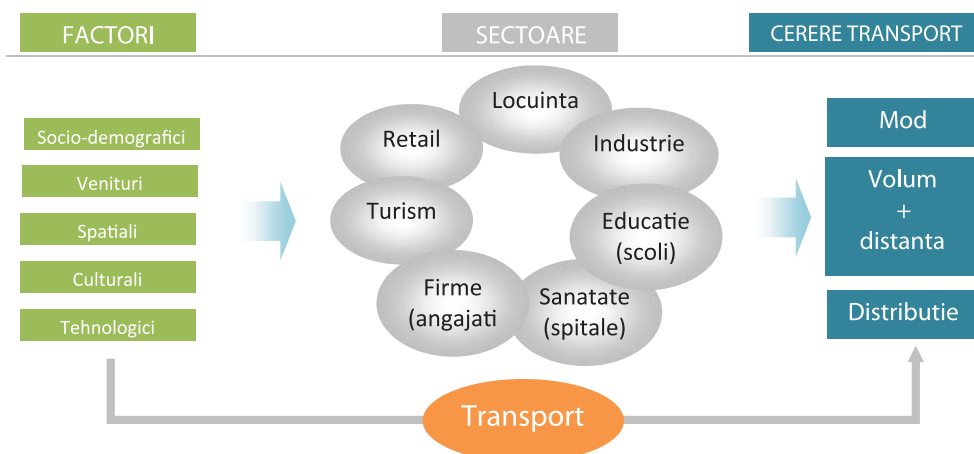 FACTORI
SECTOARE
CERERE TRANSPORT
Socio-demografici
Venituri
Spatiali
Culturali
Tehnologici
Locuinta
Retail
Industrie
Turism
Educatie
(scoli)
Firme
(angajati
Sanatate
(spitale)
Mod
Volum
+
distanta
Distributie
Transport